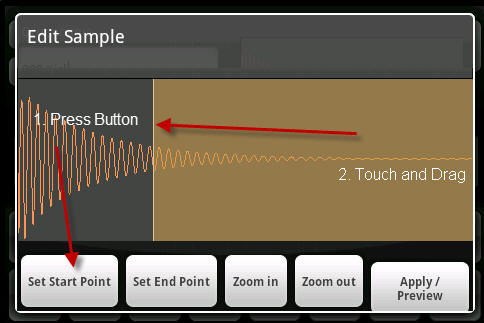 Edit Sample
1. Press Button
2. Touch and Drag
Set Start Point
Set End Point
Zoom in
Zoom out
Apply /
Preview